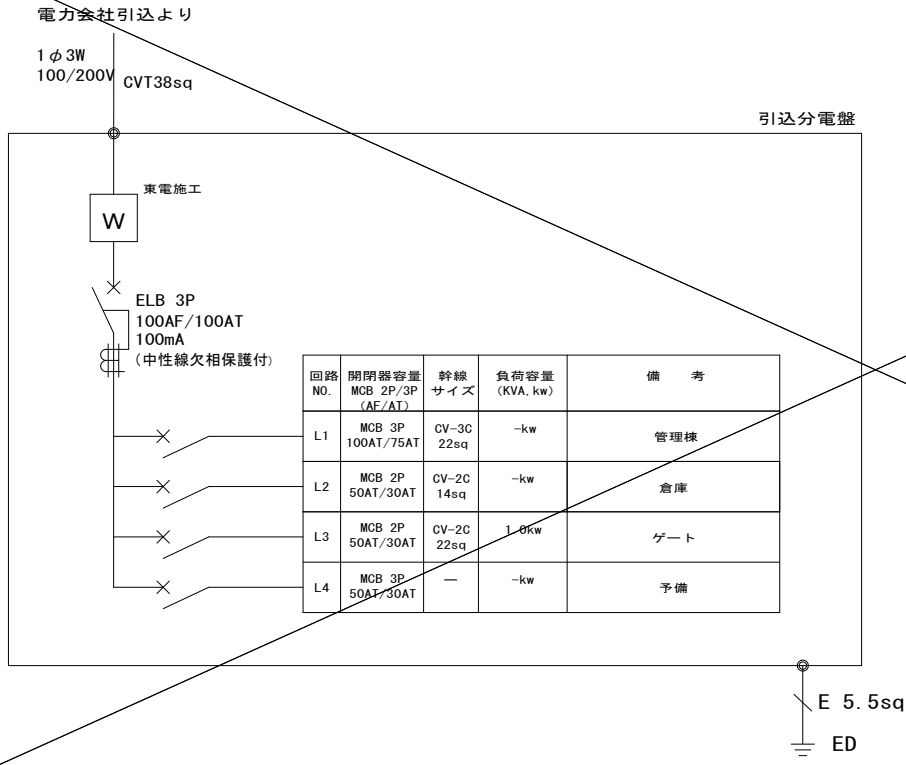 電力会社引込より
1φ3W
100/200V
CVT38sq
引込分電盤
東電施工
W
ELB 3P
100AF/100AT
100mA
(中性線欠相保護付)
回路 開閉器容量 幹線 負荷容量 備 考
NO. MCB 2P/3P サイズ (KVA,kw)
(AF/AT)
L1 MCB 3P CV-3C -kw 管理棟
100AT/75AT 22sq
L2 MCB 2P CV-2C -kw 倉庫
50AT/30AT 14sq
L3 MCB 2P CV-2C 1.0kw ゲート
50AT/30AT 22sq
L4 MCB 3P — -kw 予備
50AT/30AT
E 5.5sq
ED